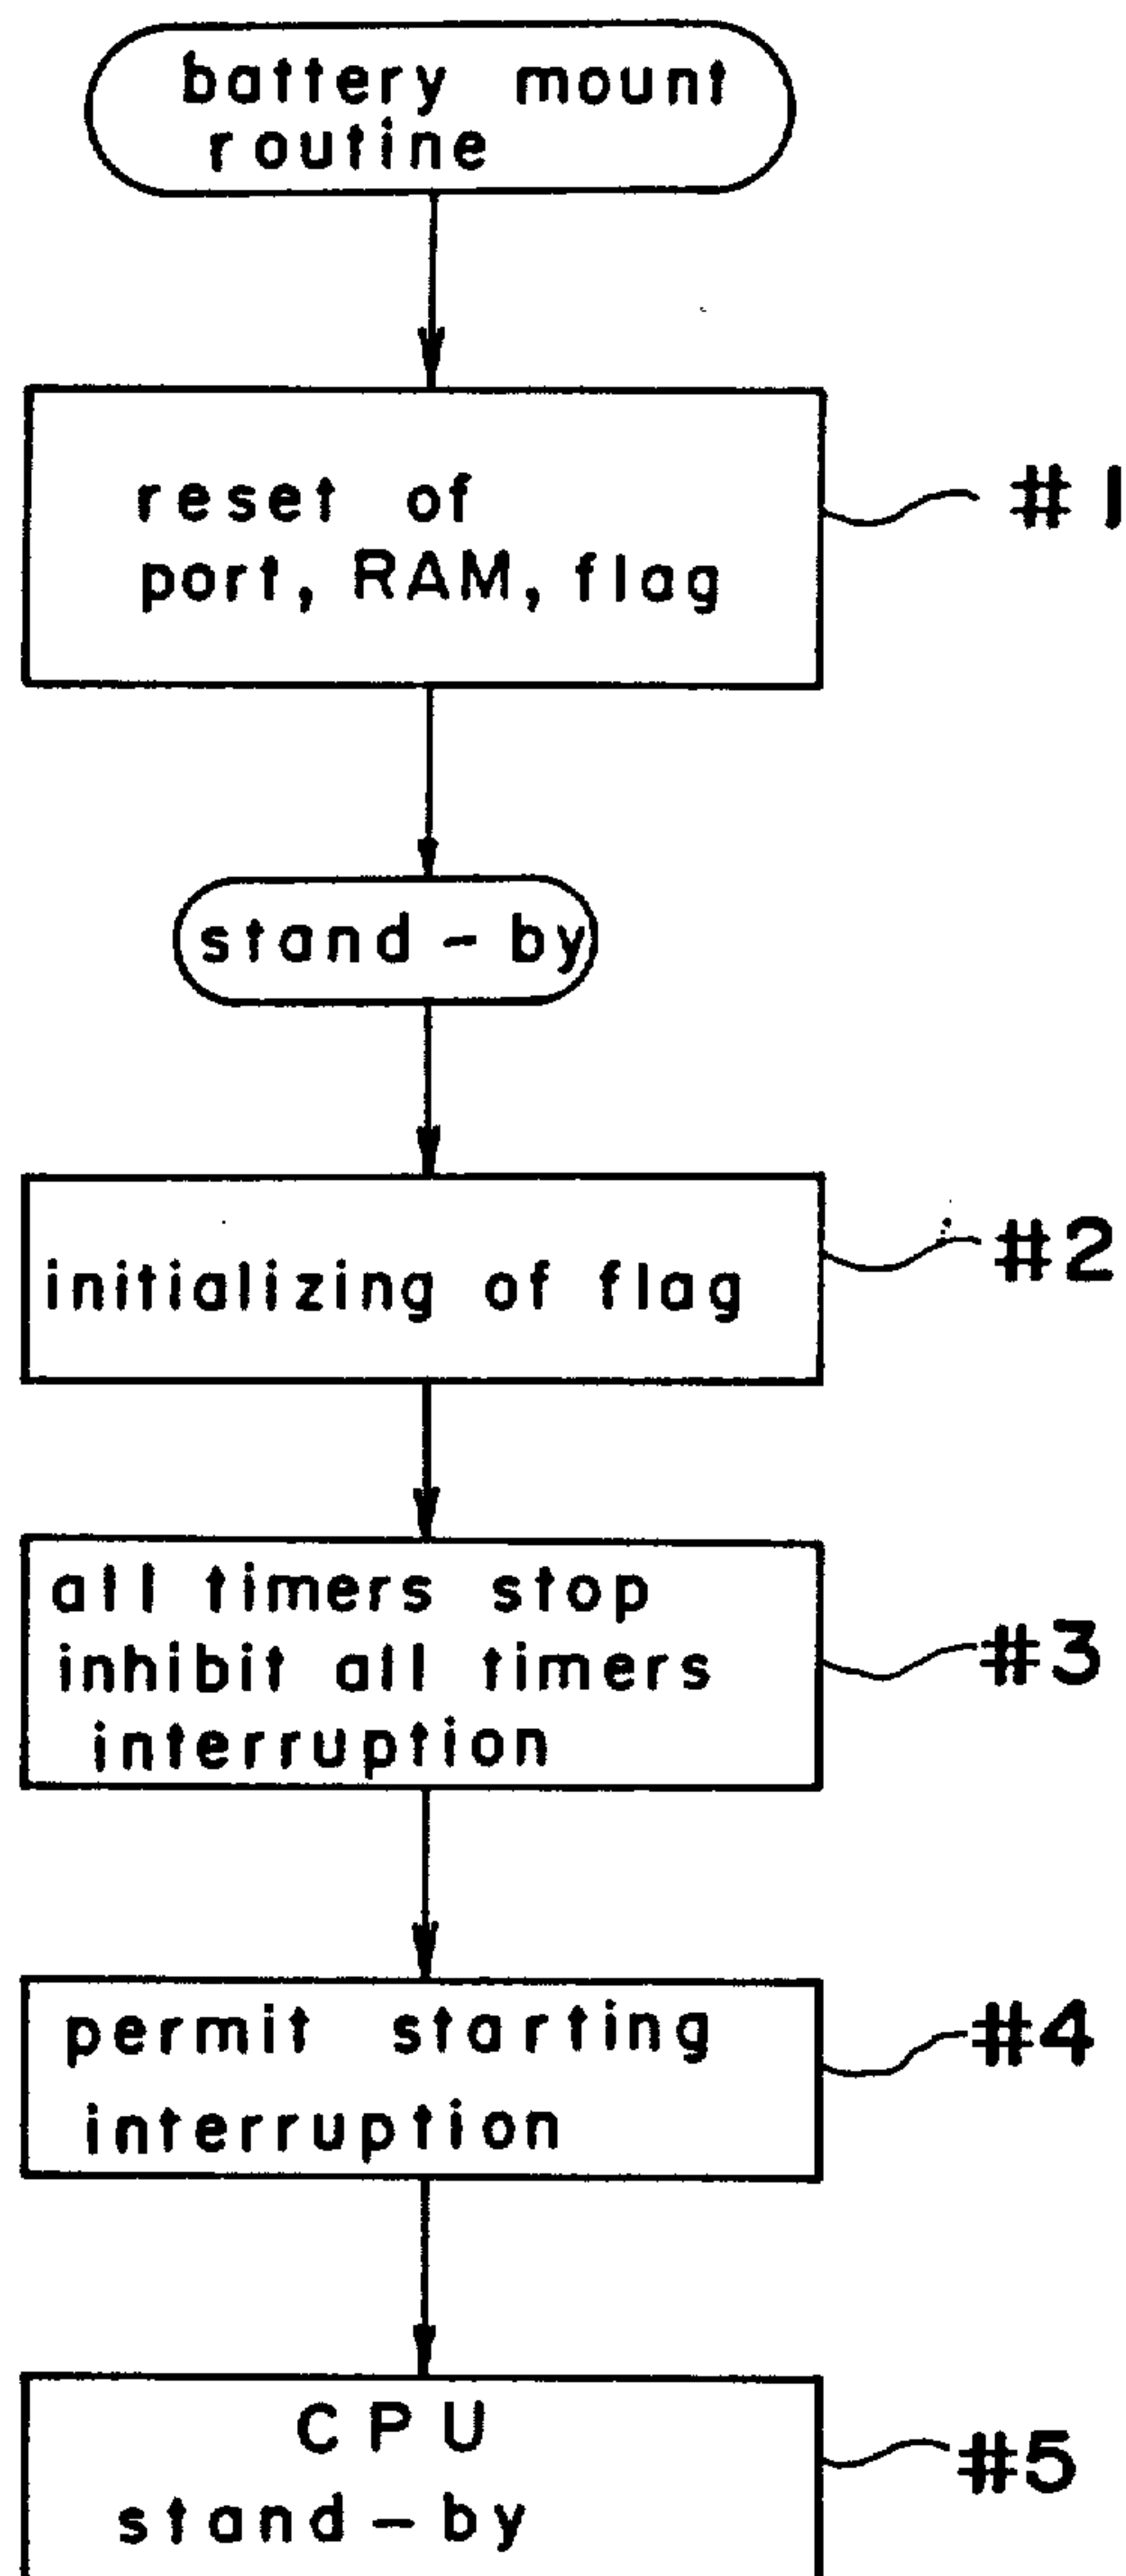 battery mount
routine
reset of
port, RAM, flag
#1
stand-by
initializing of flag
#2
all timers stop
inhibit all timers
interruption
#3
permit starting
interruption
#4
CPU
stand-by
#5